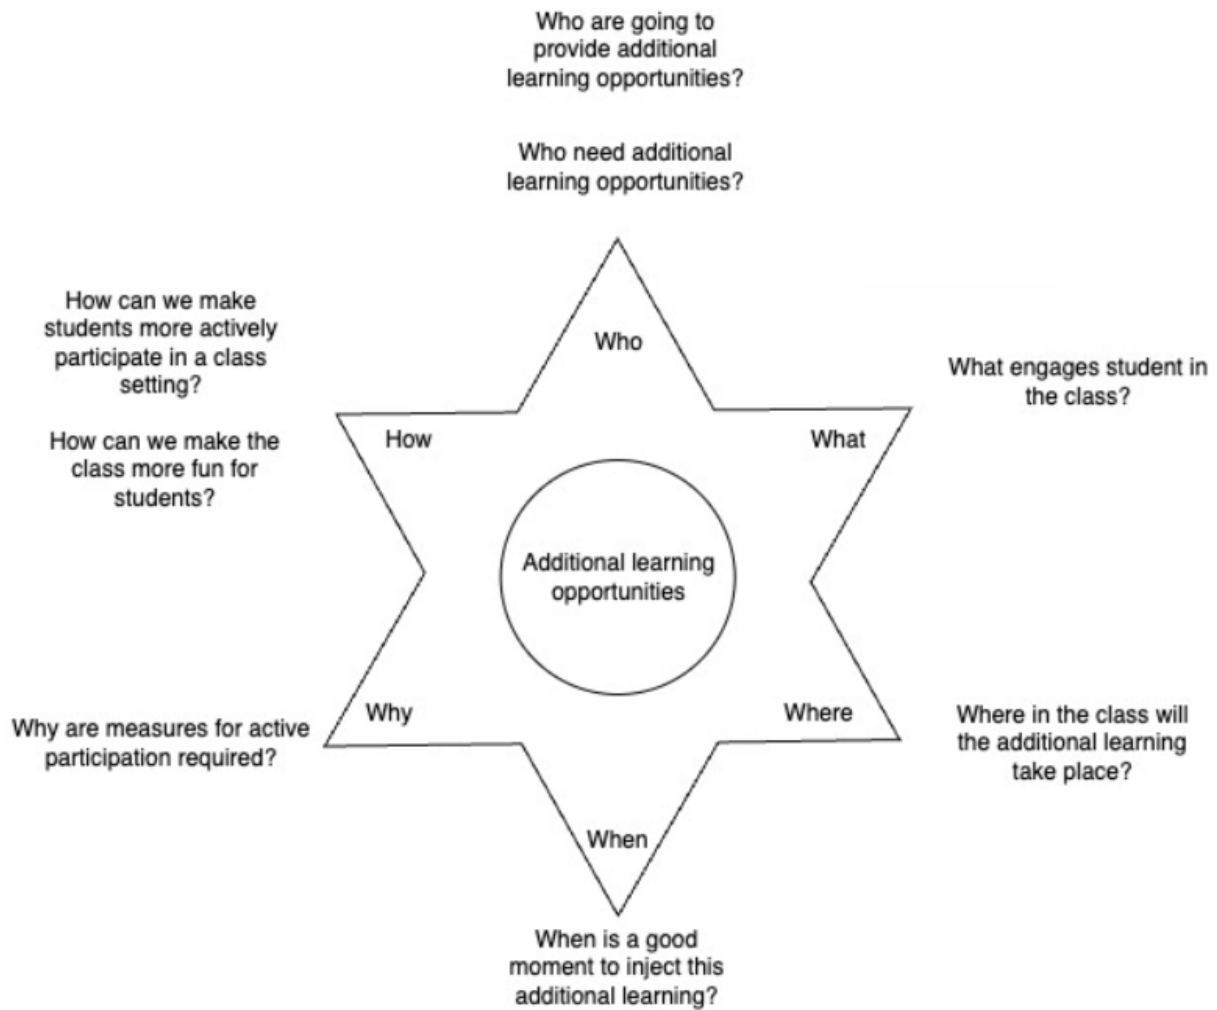 Who are going to
provide additional
learning opportunities?
Who need additional
learning opportunities?
Who
How can we make
students more actively
participate in a class
setting?
How can we make the
class more fun for
students?
How
What
What engages student in
the class?
Additional learning
opportunities
Why are measures for active
participation required?
Why
Where
Where in the class will
the additional learning
take place?
When
When is a good
moment to inject this
additional learning?